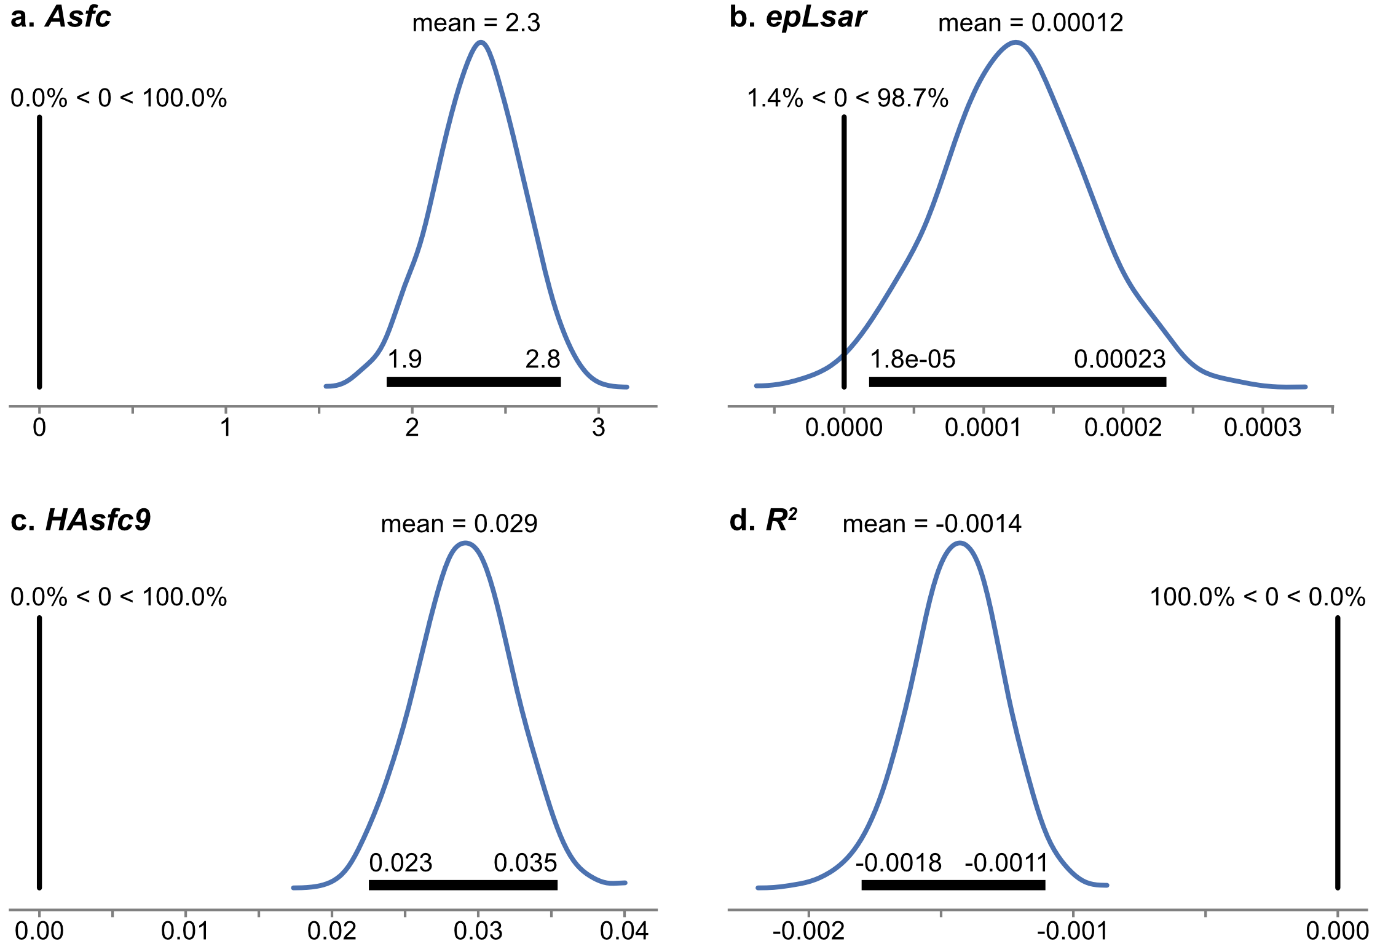 a. Asfc
mean = 2.3
0.0% < 0 < 100.0%
1.9
2.8
0
1
2
3
b. epLsar
mean = 0.00012
1.4% < 0 < 98.7%
1.8e-05
0.00023
0.0000
0.0001
0.0002
0.0003
c. HAsfc9
mean = 0.029
0.0% < 0 < 100.0%
0.023
0.035
0.00
0.01
0.02
0.03
0.04
d. R²
mean = -0.0014
100.0% < 0 < 0.0%
-0.0018
-0.0011
-0.002
-0.001
0.000